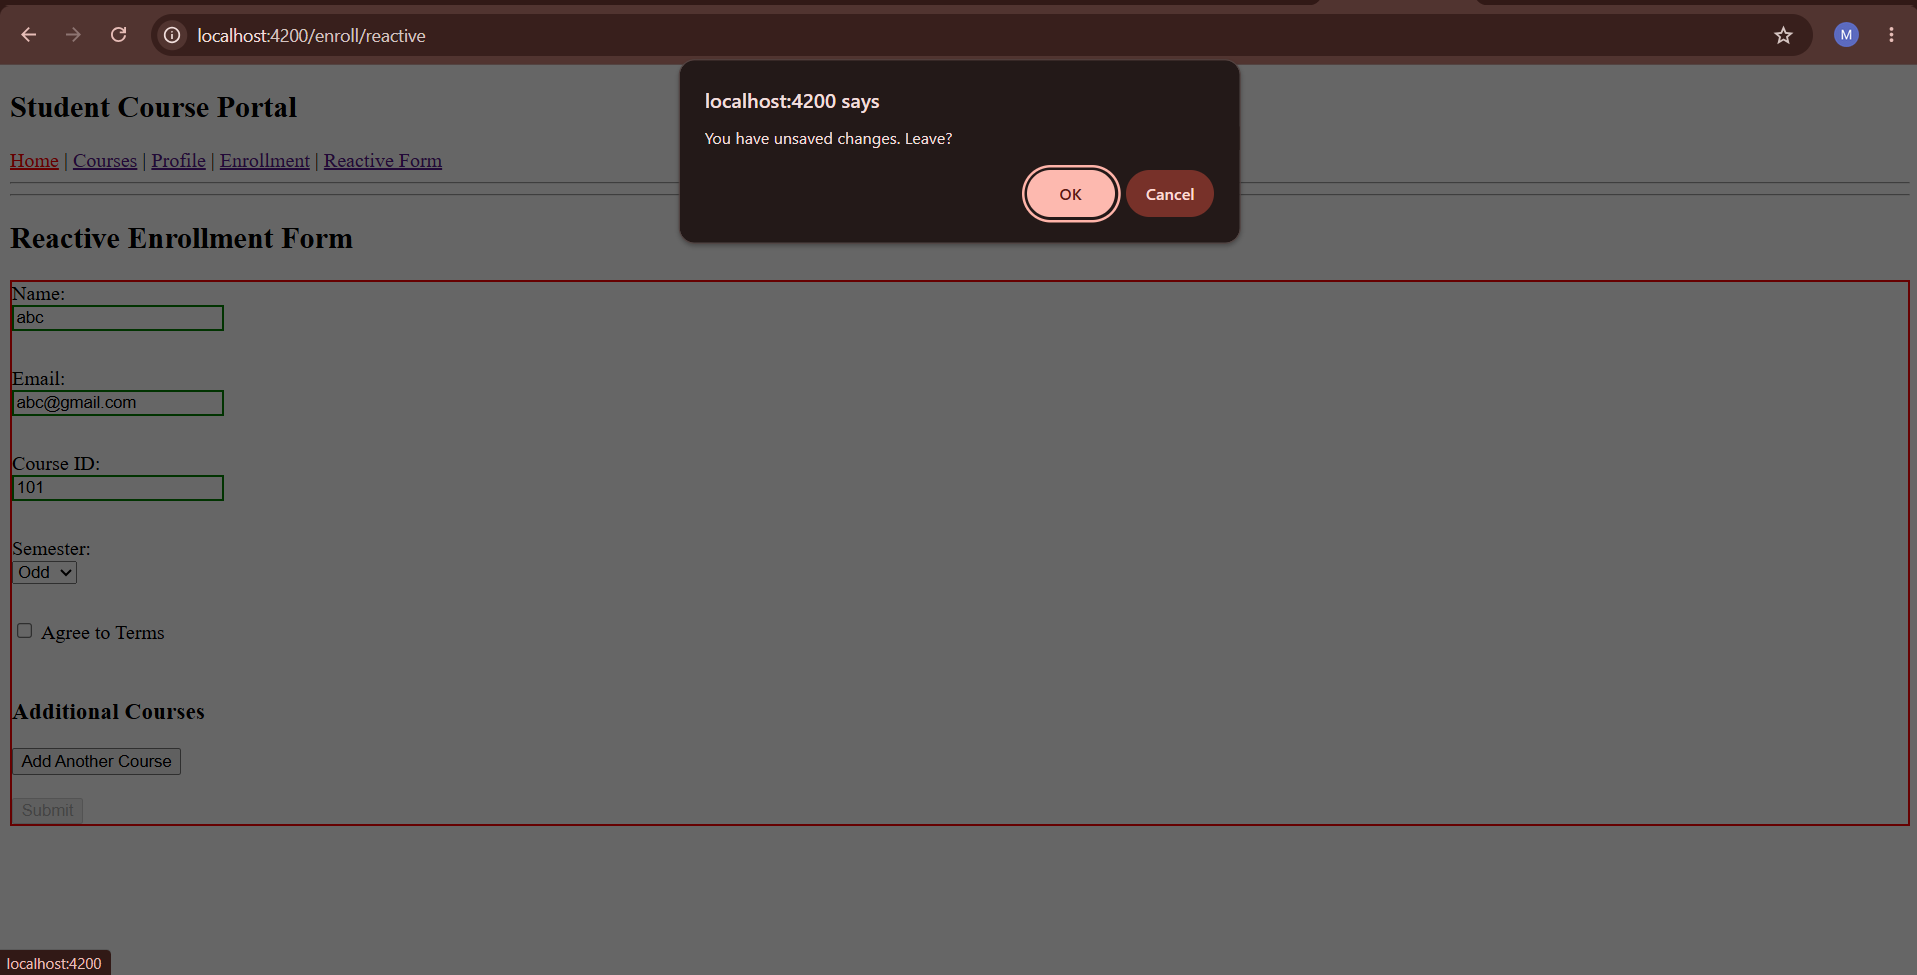 localhost:4200/enroll/reactive
M
localhost:4200 says
You have unsaved changes. Leave?
OK
Cancel
Student Course Portal
Home | Courses | Profile | Enrollment | Reactive Form
Reactive Enrollment Form
Name:
abc
Email:
abc@gmail.com
Course ID:
101
Semester:
Odd
Agree to Terms
Additional Courses
Add Another Course
Submit
localhost:4200